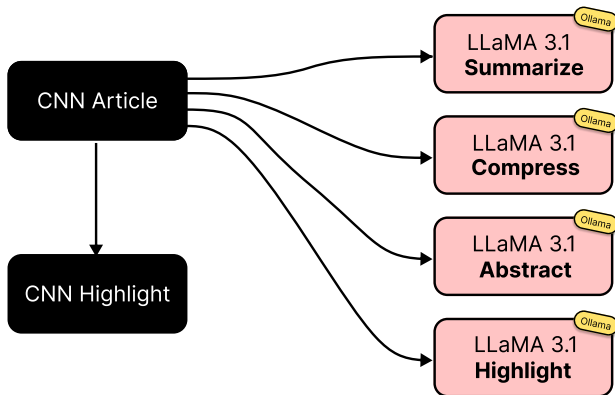 Ollama
LLaMA 3.1
Summarize
CNN Article
Ollama
LLaMA 3.1
Compress
Ollama
LLaMA 3.1
Abstract
CNN Highlight
Ollama
LLaMA 3.1
Highlight